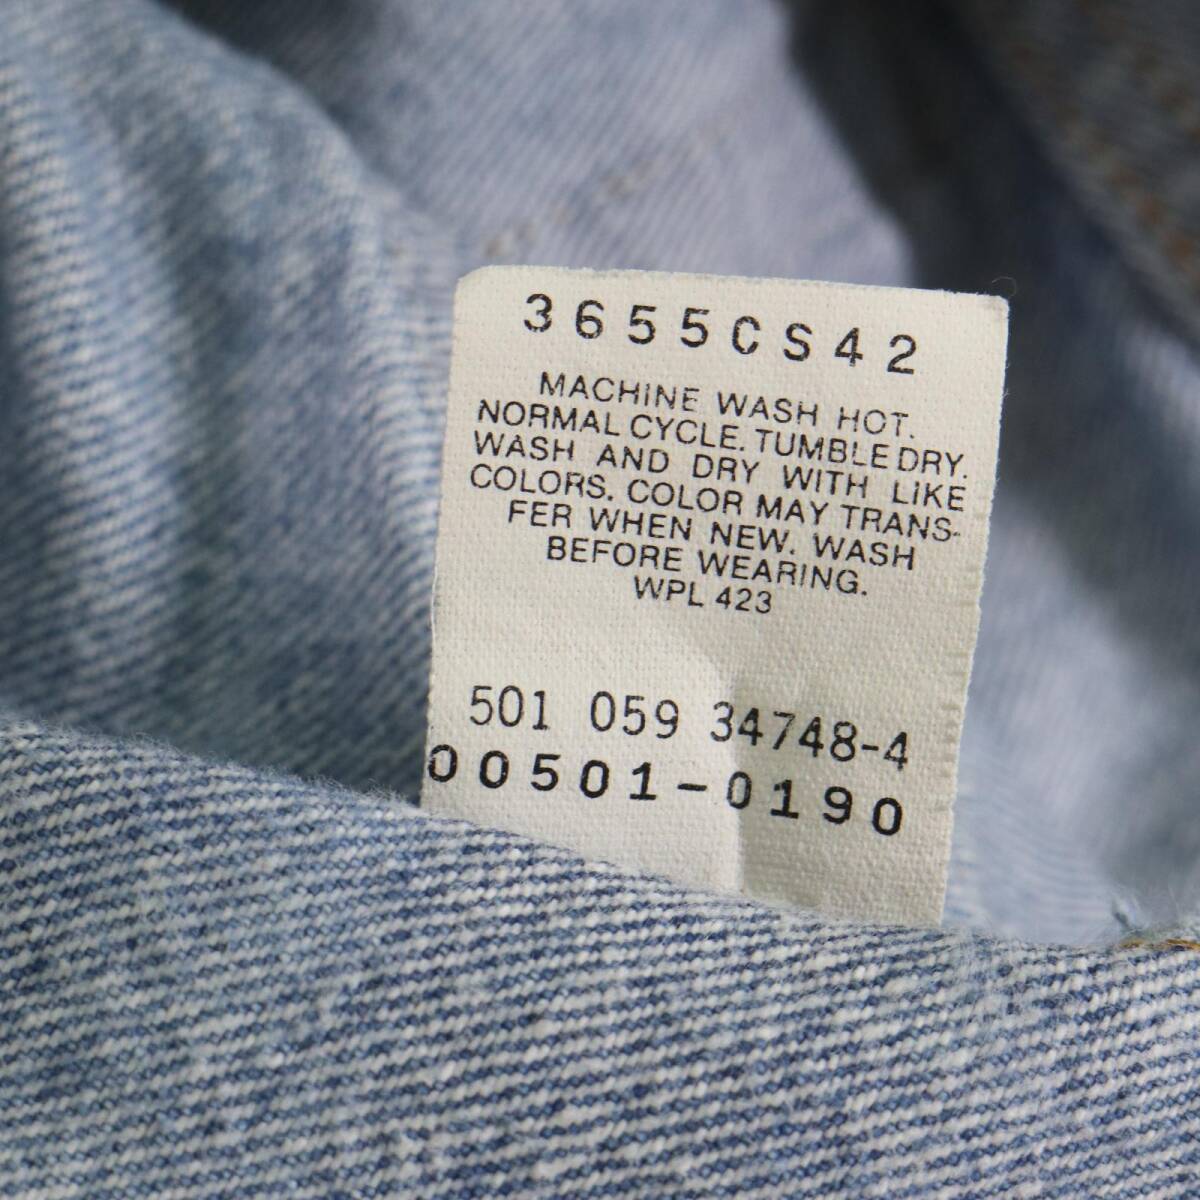 3655CS42
MACHINE WASH HOT.
NORMAL CYCLE. TUMBLE DRY.
WASH AND DRY WITH LIKE
COLORS. COLOR MAY TRANS-
FER WHEN NEW. WASH
BEFORE WEARING.
WPL 423
501 059 34748-4
00501-0190